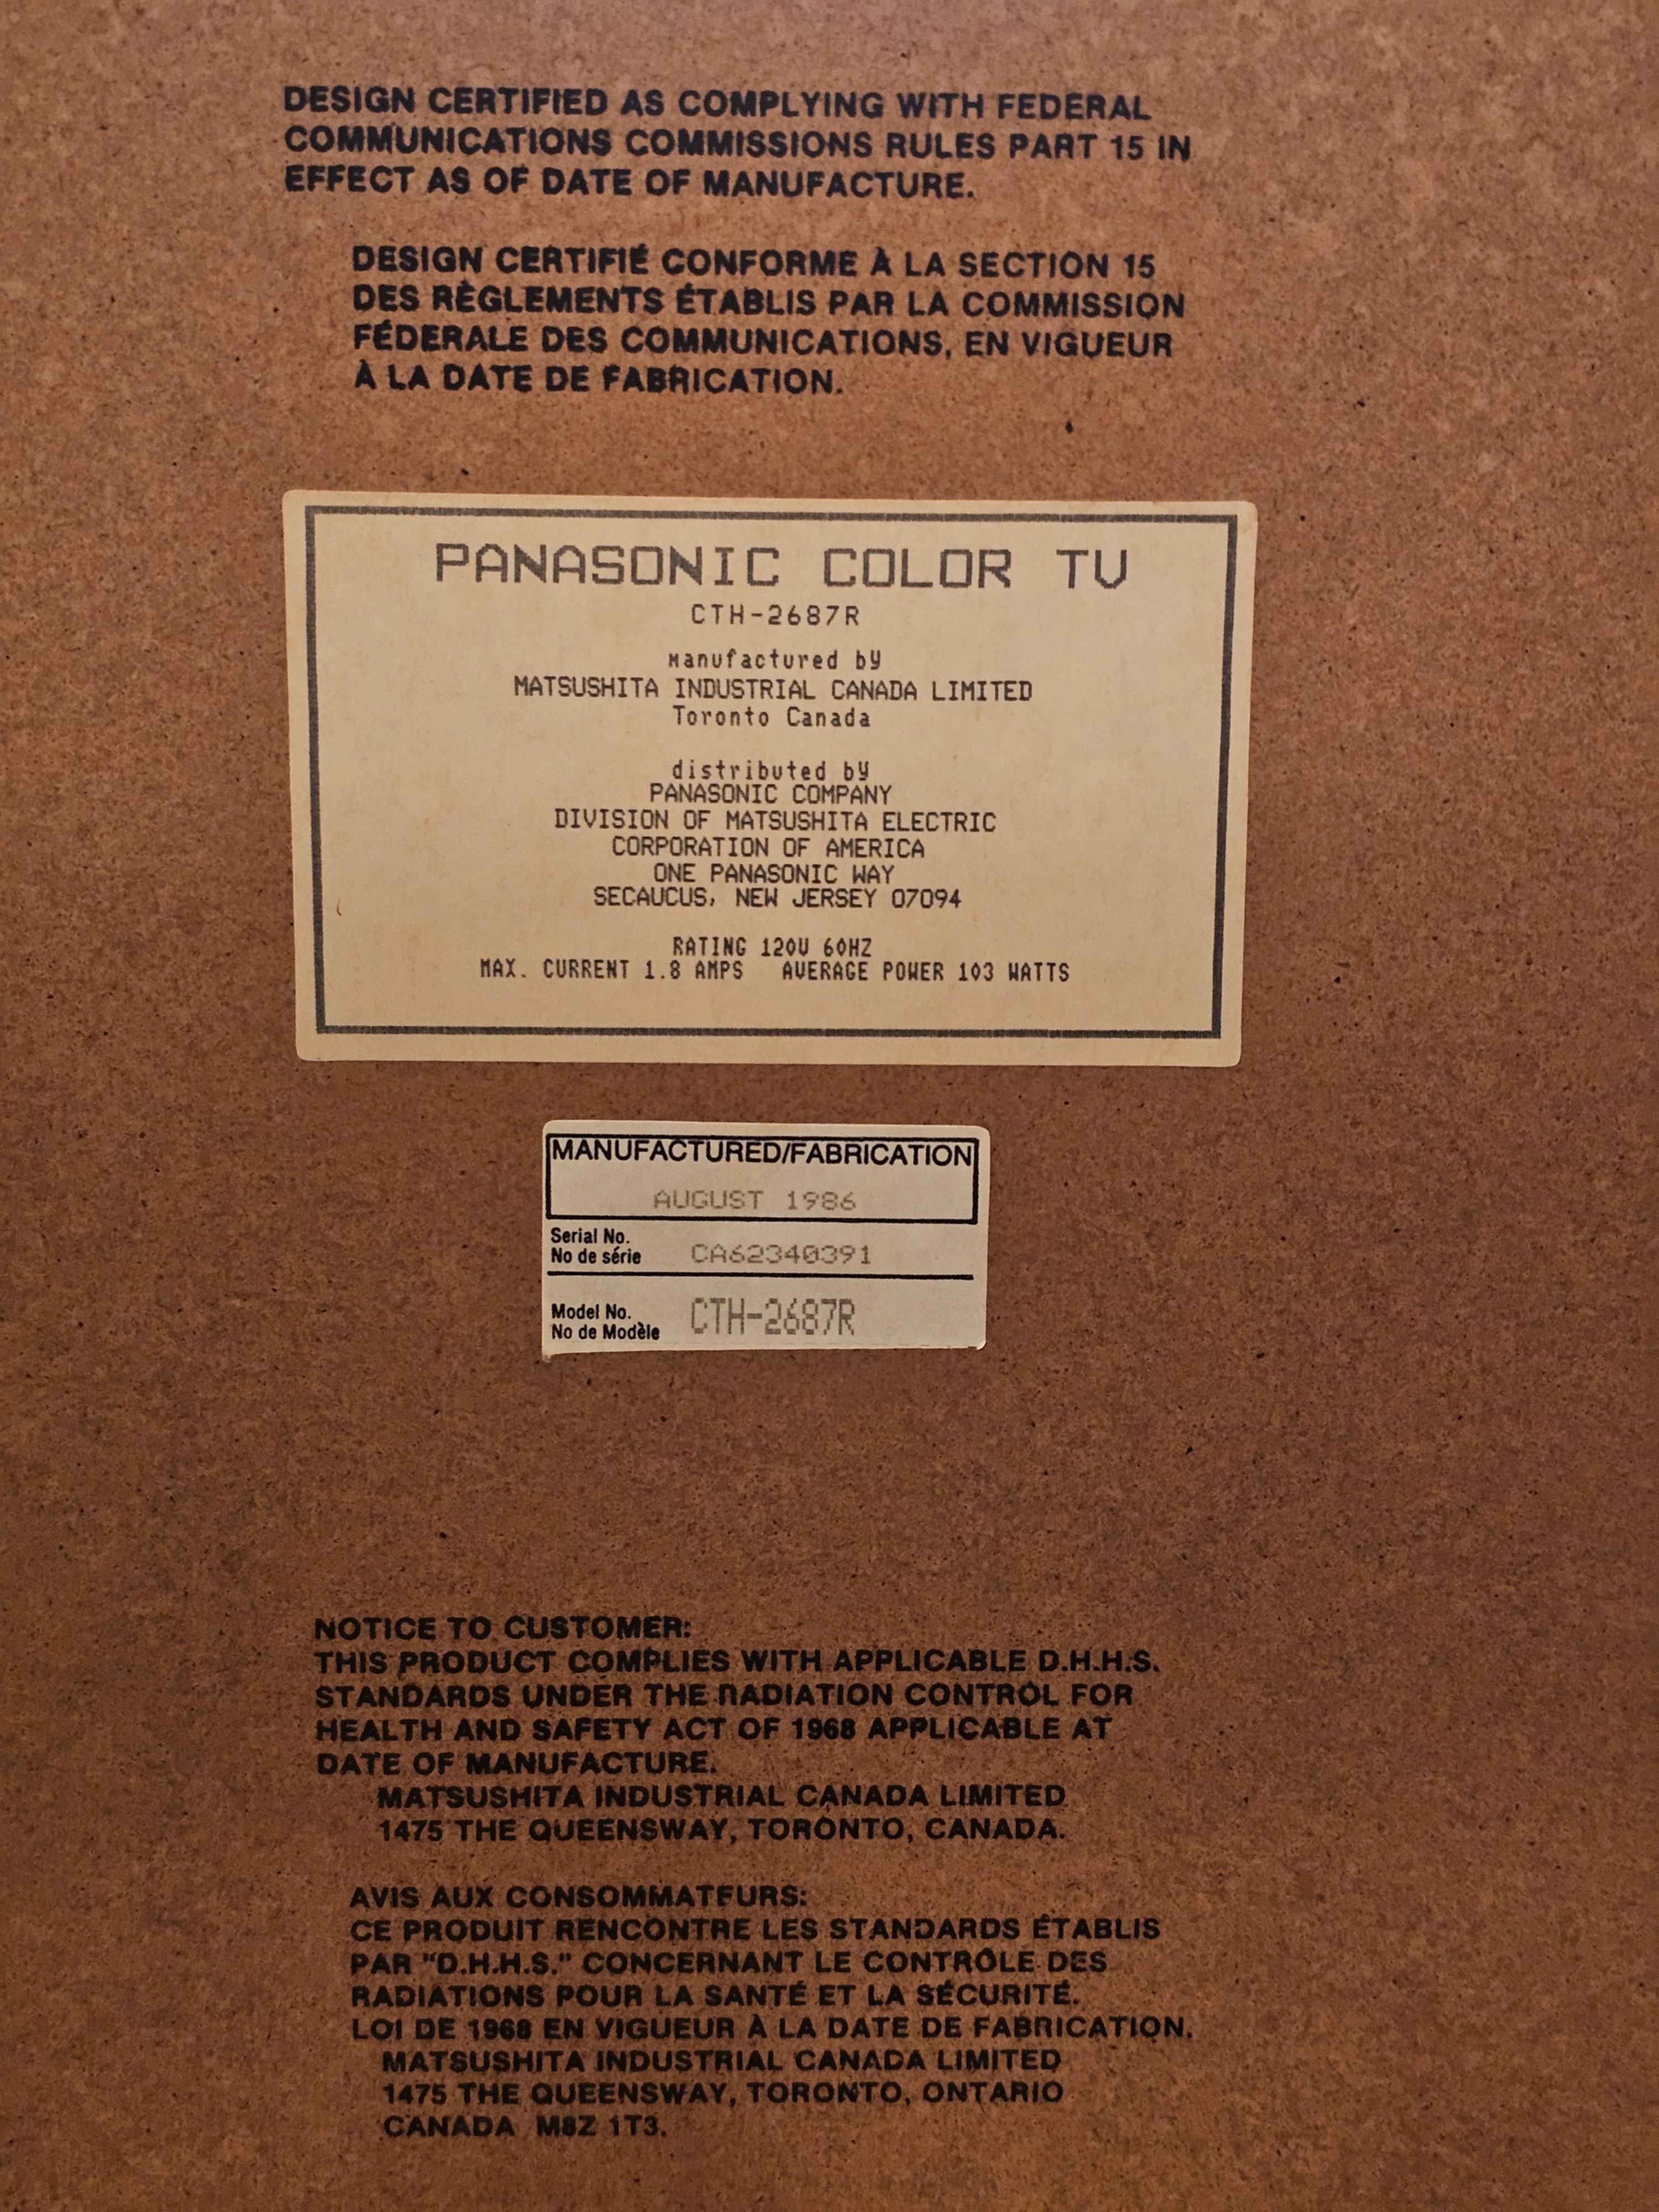 DESIGN CERTIFIED AS COMPLYING WITH FEDERAL
COMMUNICATIONS COMMISSIONS RULES PART 15 IN
EFFECT AS OF DATE OF MANUFACTURE.
DESIGN CERTIFIÉ CONFORME À LA SECTION 15
DES RÈGLEMENTS ÉTABLIS PAR LA COMMISSION
FÉDERALE DES COMMUNICATIONS, EN VIGUEUR
À LA DATE DE FABRICATION.
PANASONIC COLOR TV
CTH-2687R
manufactured by
MATSUSHITA INDUSTRIAL CANADA LIMITED
Toronto Canada
distributed by
PANASONIC COMPANY
DIVISION OF MATSUSHITA ELECTRIC
CORPORATION OF AMERICA
ONE PANASONIC WAY
SECAUCUS, NEW JERSEY 07094
RATING 120V 60HZ
MAX. CURRENT 1.8 AMPS AVERAGE POWER 103 WATTS
MANUFACTURED/FABRICATION
AUGUST 1986
Serial No.
No de série CA62340391
Model No.
No de Modèle CTH-2687R
NOTICE TO CUSTOMER:
THIS PRODUCT COMPLIES WITH APPLICABLE D.H.H.S.
STANDARDS UNDER THE RADIATION CONTROL FOR
HEALTH AND SAFETY ACT OF 1968 APPLICABLE AT
DATE OF MANUFACTURE.
MATSUSHITA INDUSTRIAL CANADA LIMITED
1475 THE QUEENSWAY, TORONTO, CANADA.
AVIS AUX CONSOMMATEURS:
CE PRODUIT RENCONTRE LES STANDARDS ÉTABLIS
PAR "D.H.H.S." CONCERNANT LE CONTRÔLE DES
RADIATIONS POUR LA SANTÉ ET LA SÉCURITÉ.
LOI DE 1968 EN VIGUEUR À LA DATE DE FABRICATION.
MATSUSHITA INDUSTRIAL CANADA LIMITED
1475 THE QUEENSWAY, TORONTO, ONTARIO
CANADA M8Z 1T3.